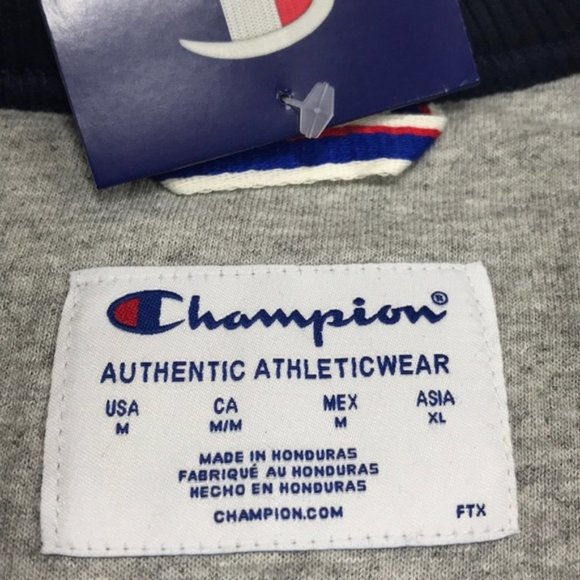 Champion®
AUTHENTIC ATHLETICWEAR
USA CA MEX ASIA
M M/M M XL
MADE IN HONDURAS
FABRIQUÉ AU HONDURAS
HECHO EN HONDURAS
CHAMPION.COM FTX